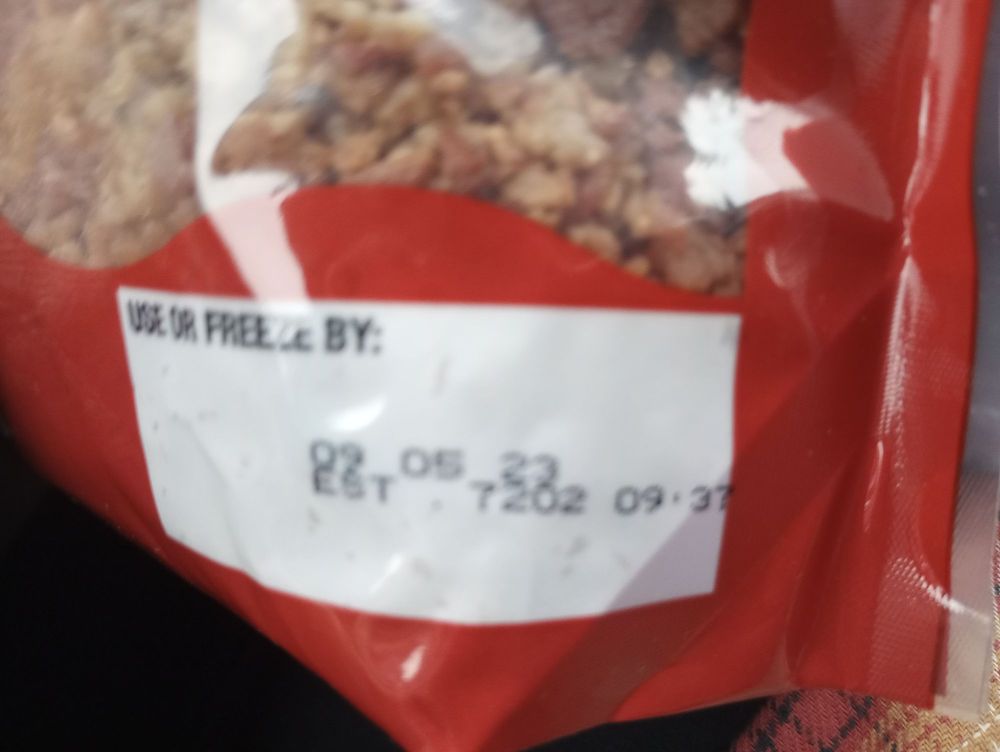 USE OR FREEZE BY:
09 05 23
EST 7202 09:37